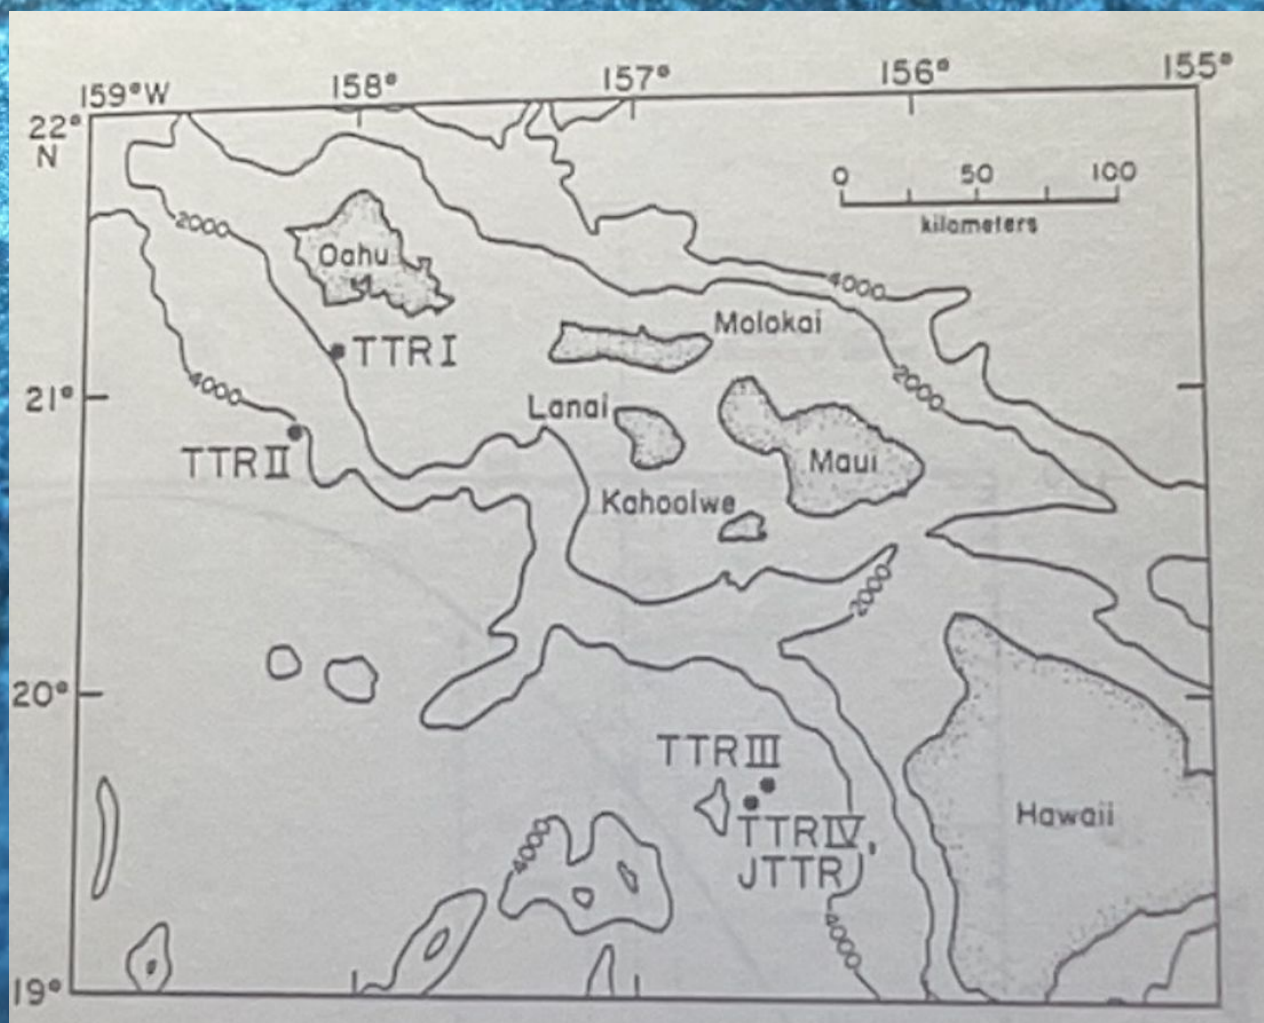 159°W
158°
157°
156°
155°
22°
N
0
50
100
kilometers
2000
Oahu
4000
Molokai
TTR I
4000
2000
21°
Lanai
TTR II
Maui
Kahoolwe
2000
20°
TTR III
Hawaii
4000
TTR IV,
JTTR
4000
19°